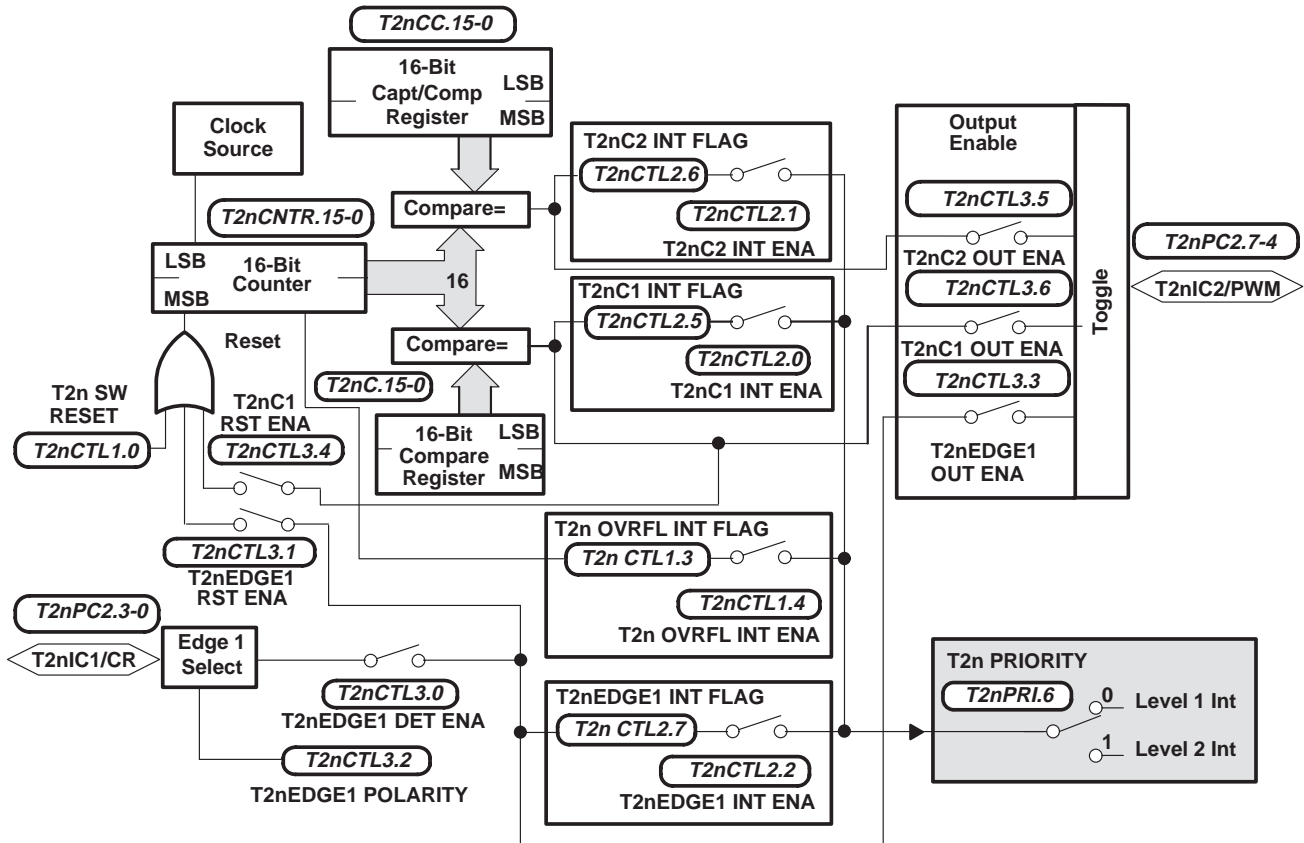 T2nCC.15-0
16-Bit
Capt/Comp
Register
LSB
MSB
Clock
Source
T2nCNTR.15-0
LSB
MSB
16-Bit
Counter
Compare=
16
Compare=
Reset
T2nC.15-0
16-Bit
Compare
Register
LSB
MSB
T2n SW
RESET
T2nCTL1.0
T2nC1
RST ENA
T2nCTL3.4
T2nCTL3.1
T2nEDGE1
RST ENA
T2nPC2.3-0
T2nIC1/CR
Edge 1
Select
T2nCTL3.0
T2nEDGE1 DET ENA
T2nCTL3.2
T2nEDGE1 POLARITY
T2nC2 INT FLAG
T2nCTL2.6
T2nCTL2.1
T2nC2 INT ENA
T2nC1 INT FLAG
T2nCTL2.5
T2nCTL2.0
T2nC1 INT ENA
T2n OVRFL INT FLAG
T2n CTL1.3
T2nCTL1.4
T2n OVRFL INT ENA
T2nEDGE1 INT FLAG
T2n CTL2.7
T2nCTL2.2
T2nEDGE1 INT ENA
Output
Enable
T2nCTL3.5
T2nC2 OUT ENA
T2nCTL3.6
T2nC1 OUT ENA
T2nCTL3.3
T2nEDGE1
OUT ENA
Toggle
T2nPC2.7-4
T2nIC2/PWM
T2n PRIORITY
T2nPRI.6
0 Level 1 Int
1 Level 2 Int